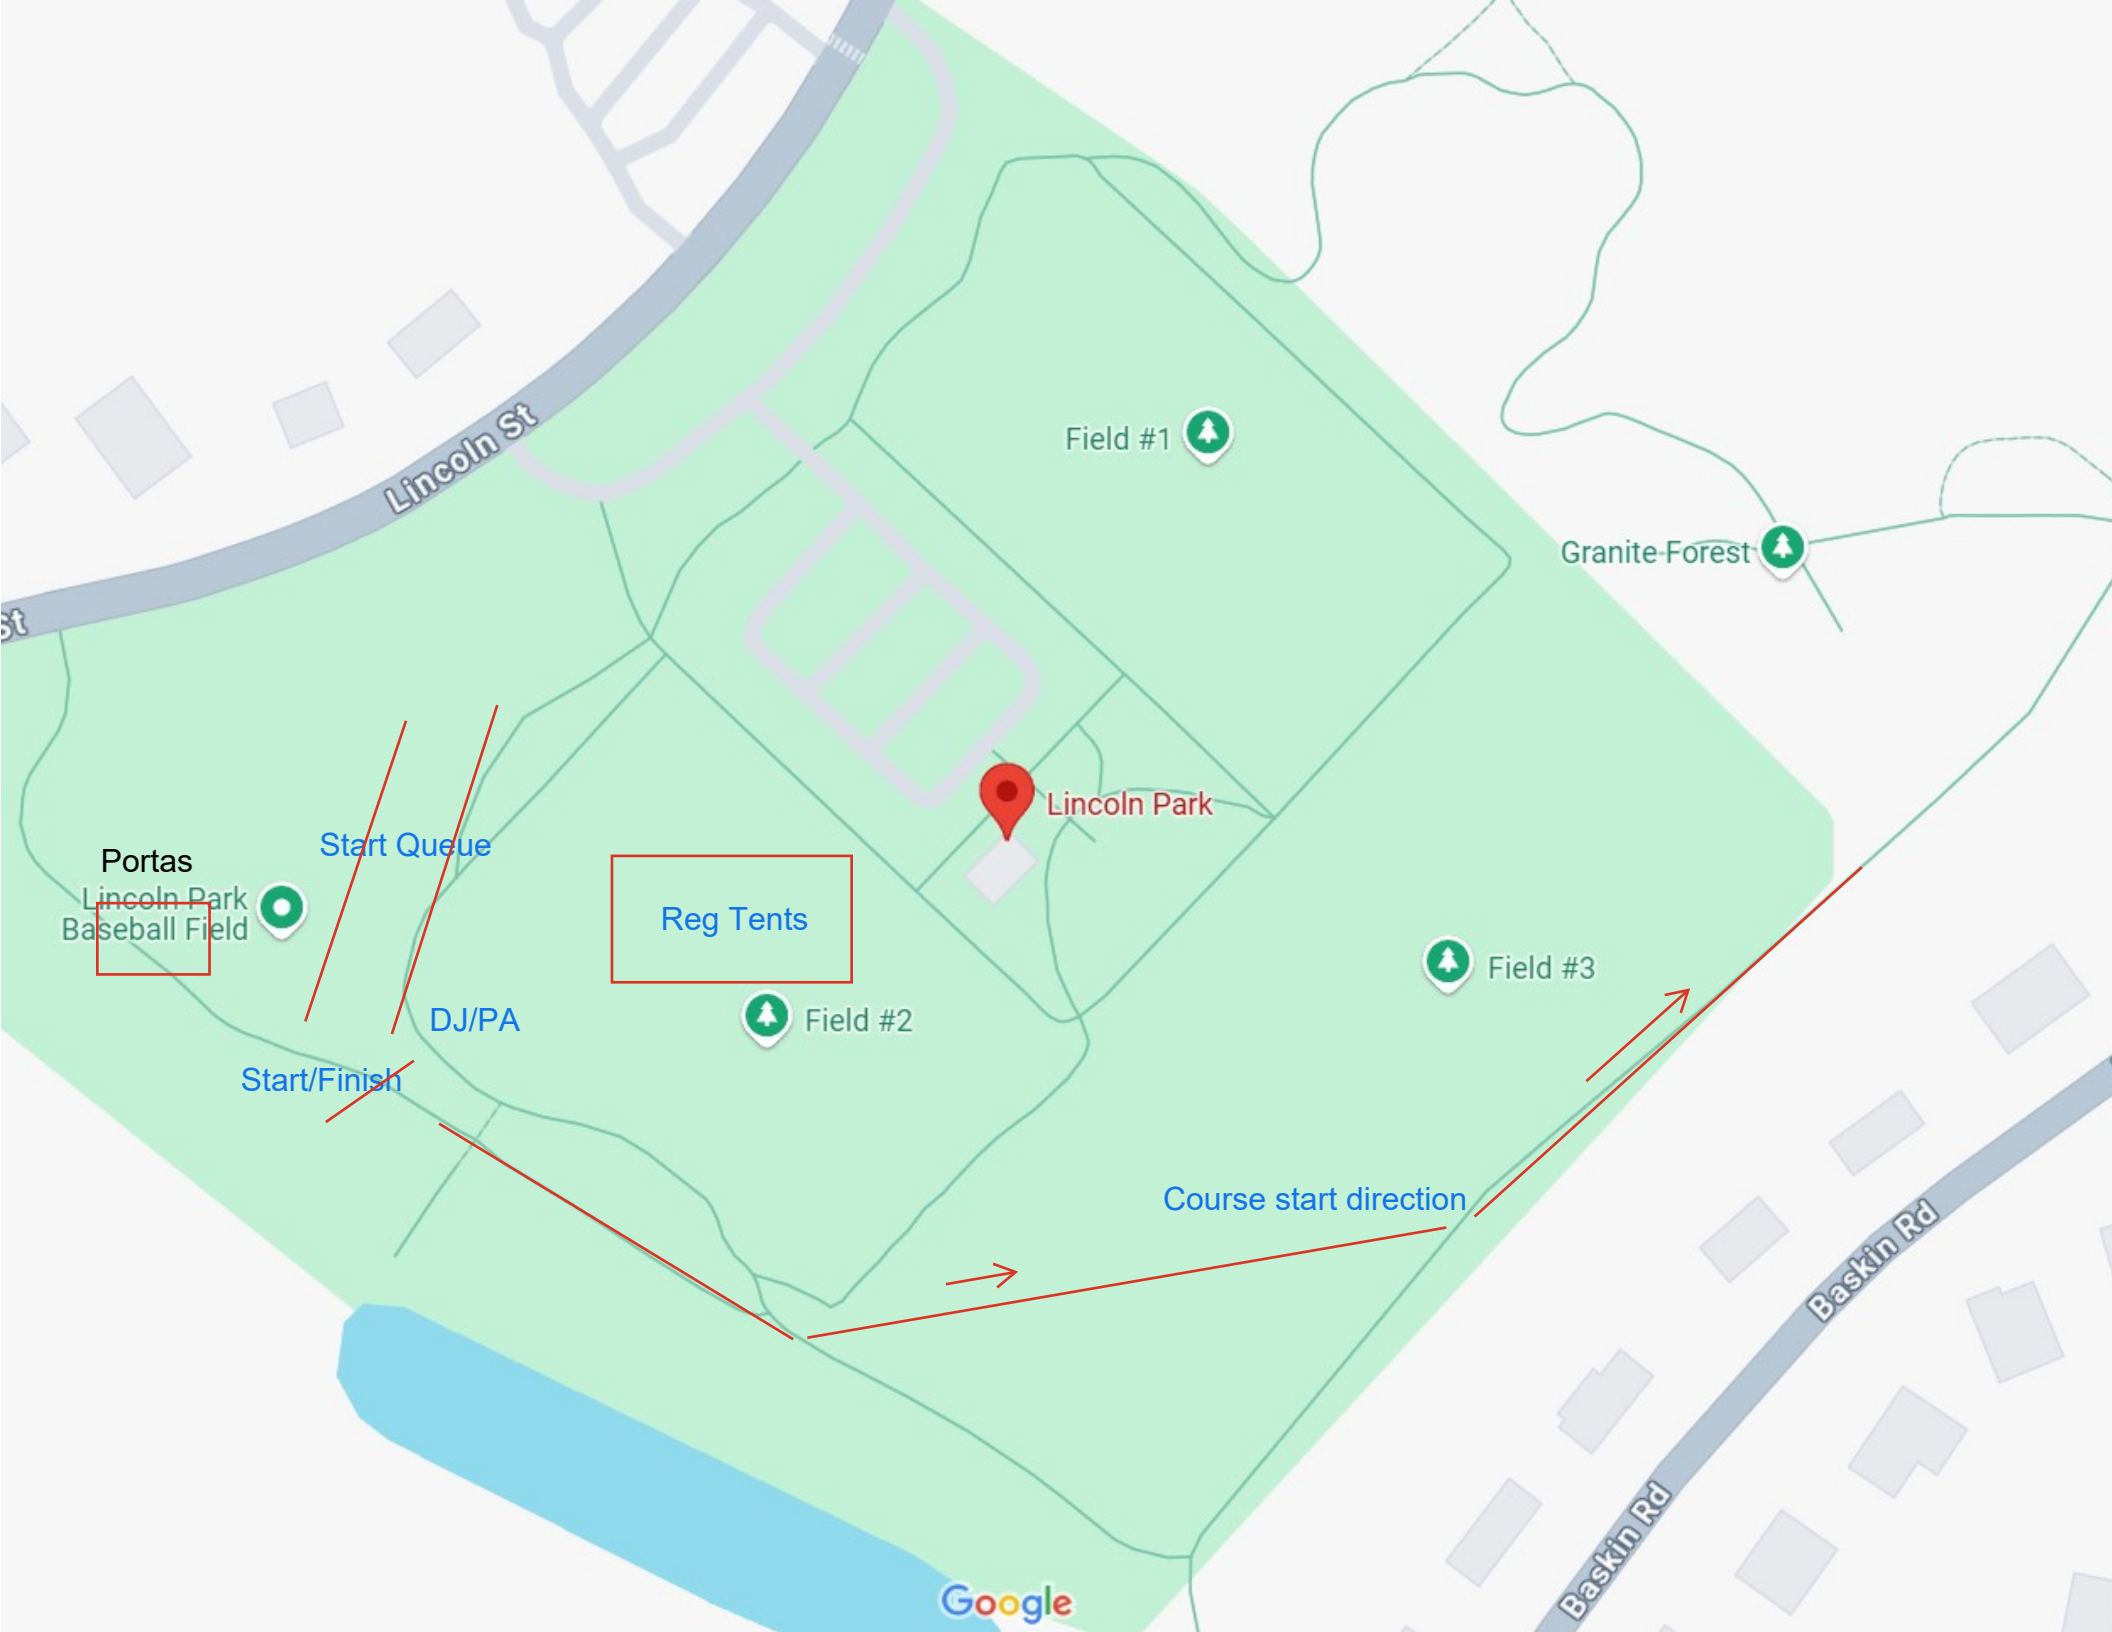 Lincoln St
Field #1
Granite Forest
St
Lincoln Park
Start Queue
Portas
Lincoln Park
Baseball Field
Reg Tents
Field #3
DJ/PA
Field #2
Start/Finish
Course start direction
Baskin Rd
Baskin Rd
Google